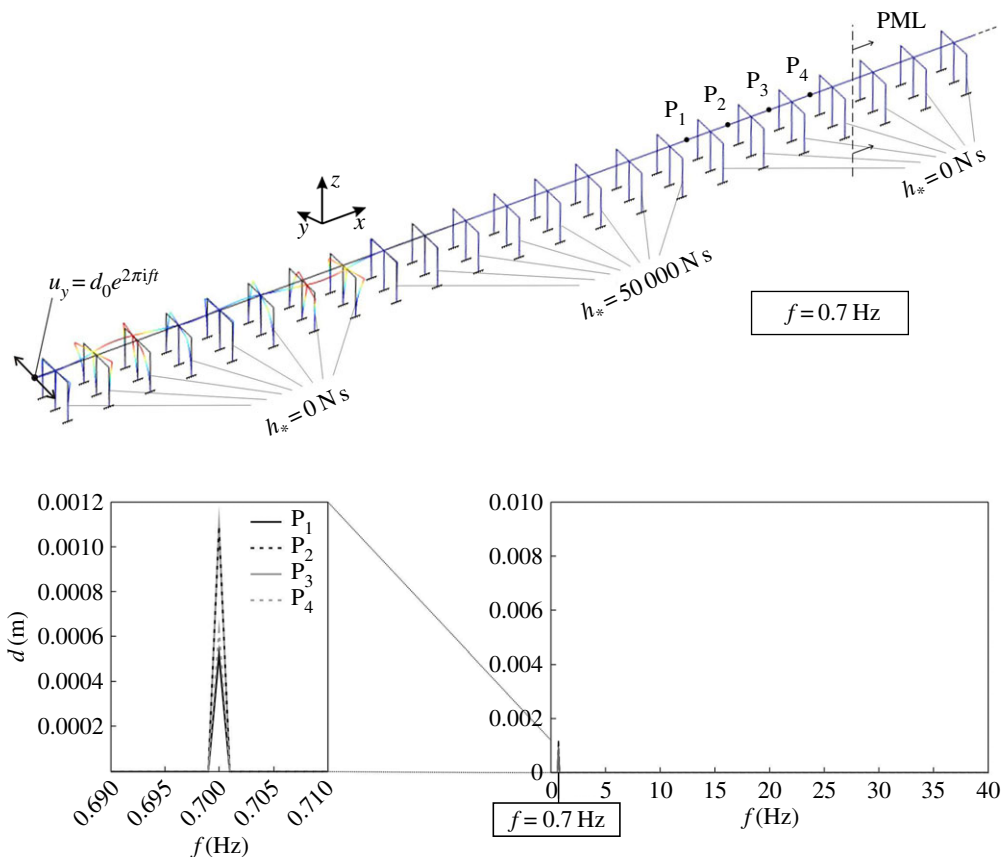 PML
P₄
P₃
P₂
P₁
h* = 0 N s
z
y
x
h* = 50 000 N s
u_y = d₀e^{2πift}
f = 0.7 Hz
h* = 0 N s
0.0012
0.0010
0.0008
0.0006
0.0004
0.0002
d (m)
P₁
P₂
P₃
P₄
0.690
0.695
0.700
0.705
0.710
f (Hz)
0.010
0.008
0.006
0.004
0.002
0
0 5 10 15 20 25 30 35 40
f (Hz)
f = 0.7 Hz